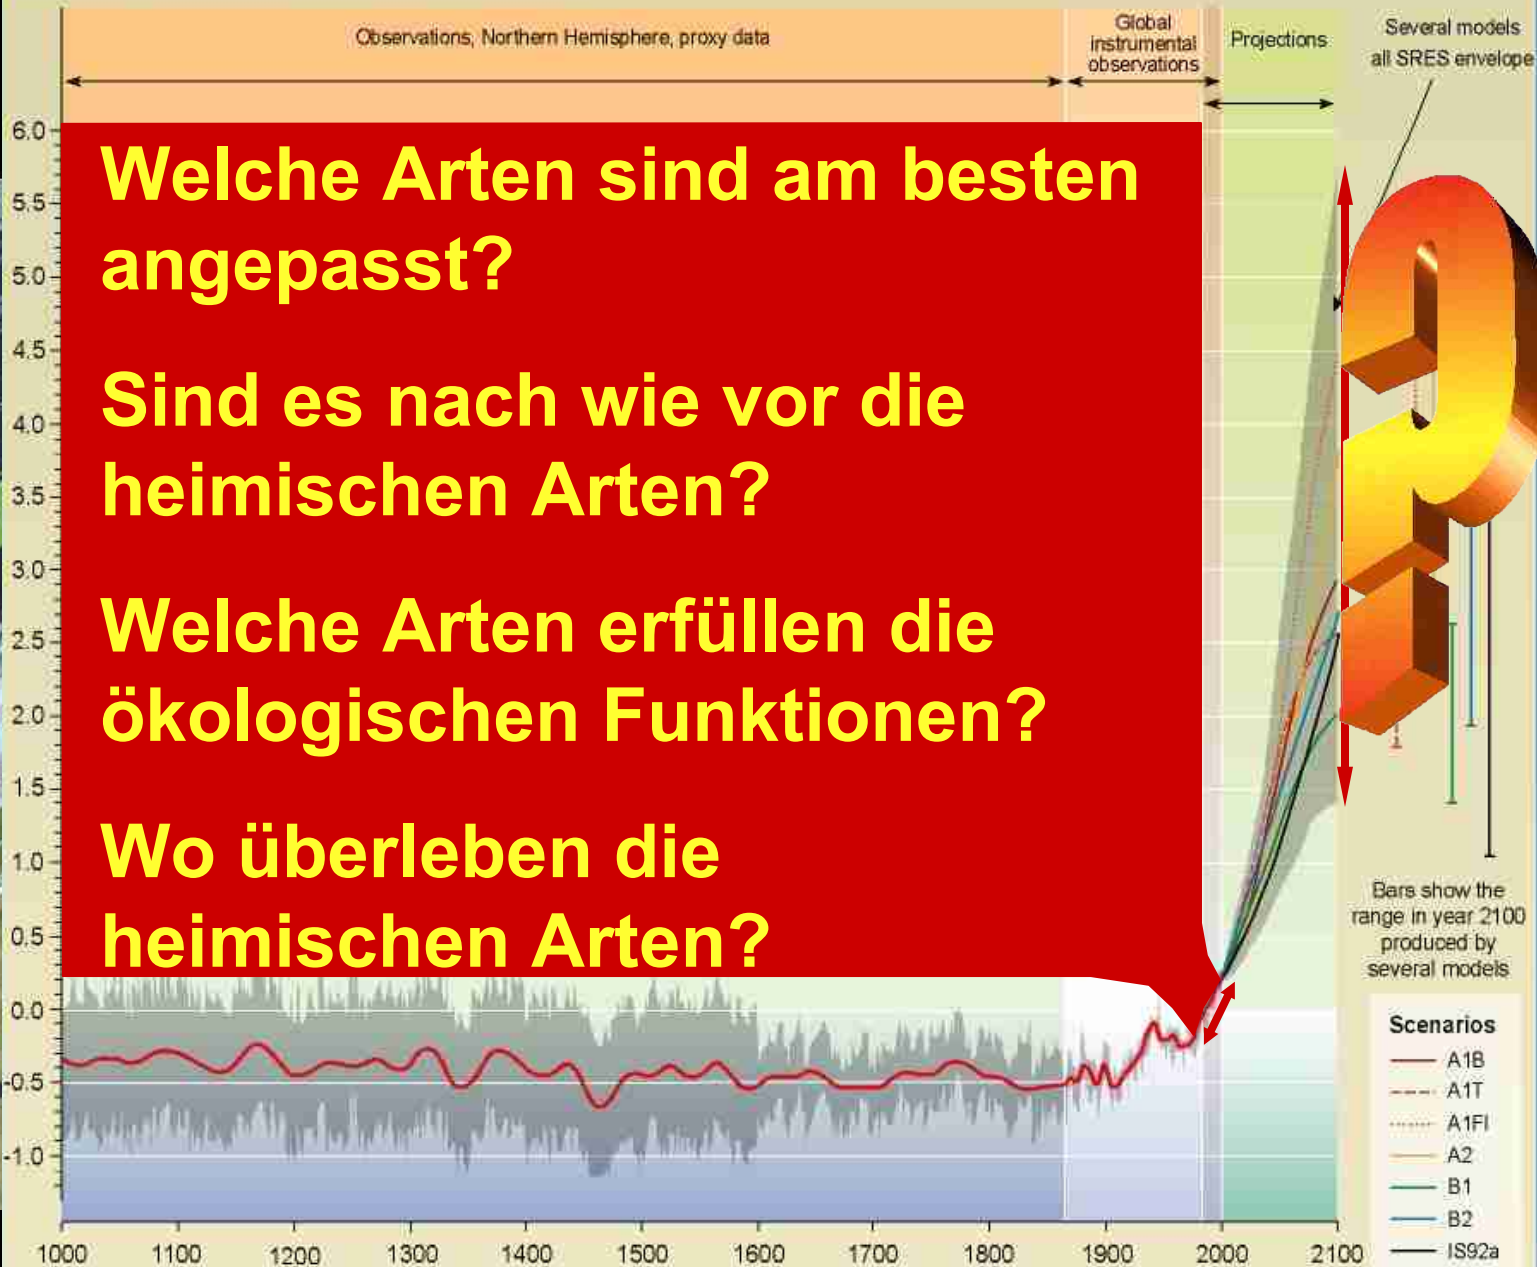 Observations, Northern Hemisphere, proxy data
Global
instrumental
observations
Projections
Several models
all SRES envelope
6.0
5.5
5.0
4.5
4.0
3.5
3.0
2.5
2.0
1.5
1.0
0.5
0.0
-0.5
-1.0
Welche Arten sind am besten
angepasst?
Sind es nach wie vor die
heimischen Arten?
Welche Arten erfüllen die
ökologischen Funktionen?
Wo überleben die
heimischen Arten?
?
Bars show the
range in year 2100
produced by
several models
Scenarios
A1B
A1T
A1FI
A2
B1
B2
IS92a
1000 1100 1200 1300 1400 1500 1600 1700 1800 1900 2000 2100